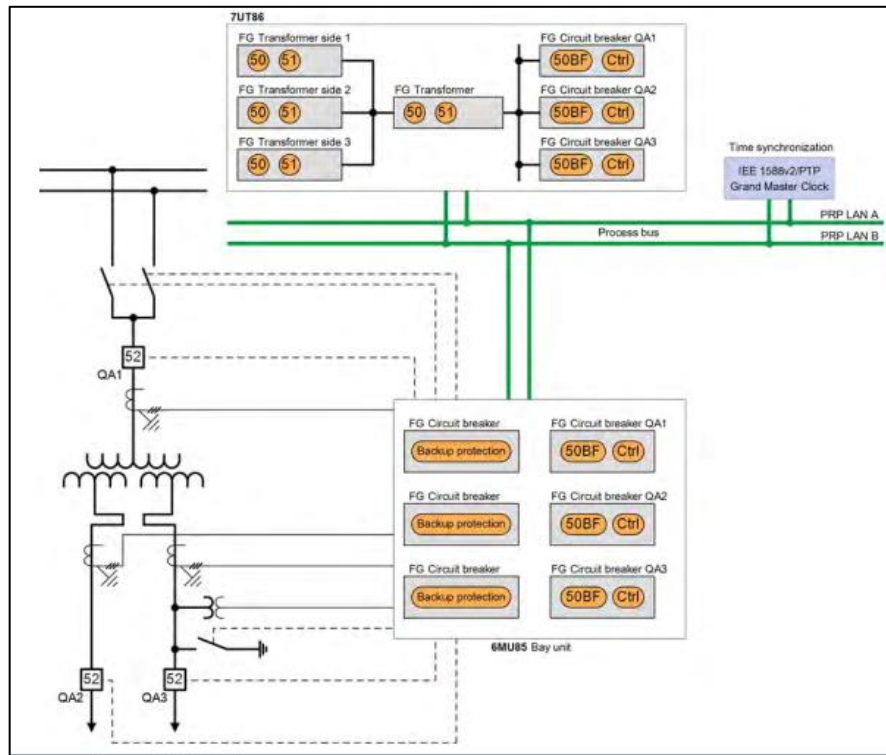 7UT86
FG Transformer side 1
50 51
FG Transformer side 2
50 51
FG Transformer side 3
50 51
FG Transformer
50 51
FG Circuit breaker QA1
50BF Ctrl
FG Circuit breaker QA2
50BF Ctrl
FG Circuit breaker QA3
50BF Ctrl
Time synchronization
IEE 1588v2/PTP
Grand Master Clock
PRP LAN A
Process bus
PRP LAN B
52
QA1
FG Circuit breaker
Backup protection
FG Circuit breaker QA1
50BF Ctrl
FG Circuit breaker
Backup protection
FG Circuit breaker QA2
50BF Ctrl
FG Circuit breaker
Backup protection
FG Circuit breaker QA3
50BF Ctrl
6MU85 Bay unit
52
QA2
52
QA3